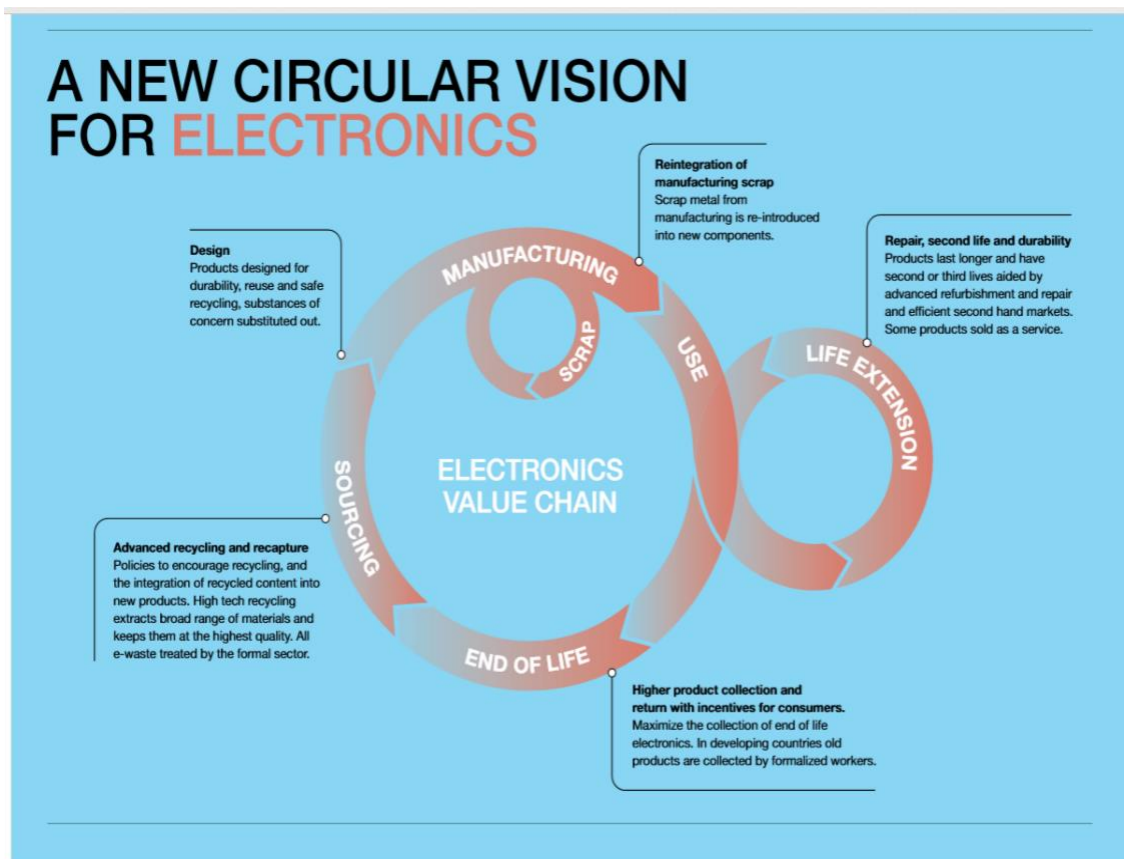 A NEW CIRCULAR VISION
FOR ELECTRONICS
Reintegration of
manufacturing scrap
Scrap metal from
manufacturing is re-introduced
into new components.
Design
Products designed for
durability, reuse and safe
recycling, substances of
concern substituted out.
Repair, second life and durability
Products last longer and have
second or third lives aided by
advanced refurbishment and repair
and efficient second hand markets.
Some products sold as a service.
MANUFACTURING
SCRAP
USE
LIFE EXTENSION
ELECTRONICS
VALUE CHAIN
SOURCING
END OF LIFE
Advanced recycling and recapture
Policies to encourage recycling, and
the integration of recycled content into
new products. High tech recycling
extracts broad range of materials and
keeps them at the highest quality. All
e-waste treated by the formal sector.
Higher product collection and
return with incentives for consumers.
Maximize the collection of end of life
electronics. In developing countries old
products are collected by formalized workers.